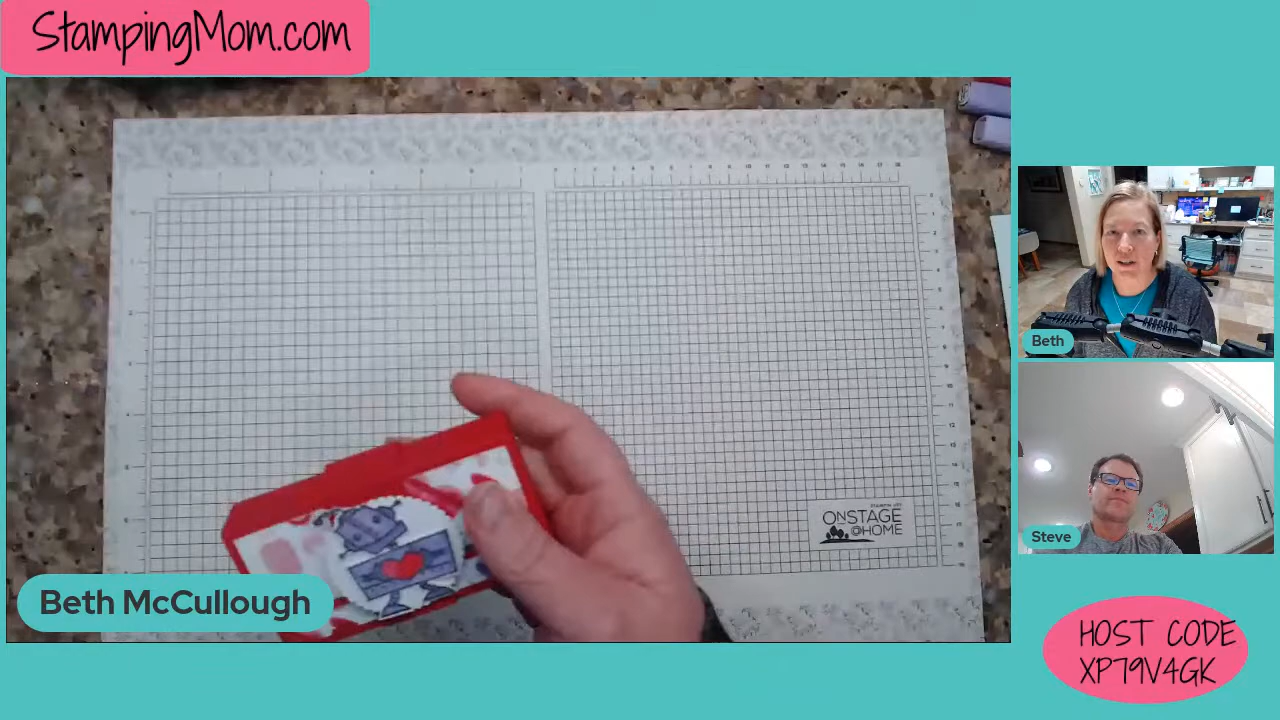 StampingMom.com
ONSTAGE
@HOME
Beth
Steve
Beth McCullough
HOST CODE
XP79V4GK